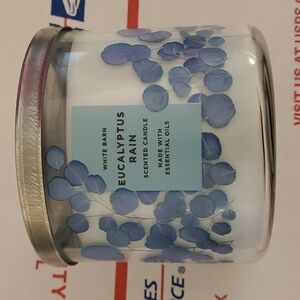 WHITE BARN
EUCALYPTUS
RAIN
SCENTED CANDLE
MADE WITH
ESSENTIAL OILS